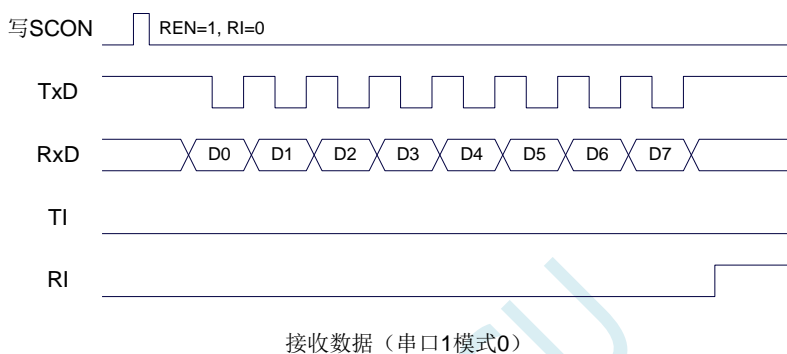 写SCON REN=1, RI=0
TxD
RxD D0 D1 D2 D3 D4 D5 D6 D7
TI
RI
接收数据（串口1模式0）